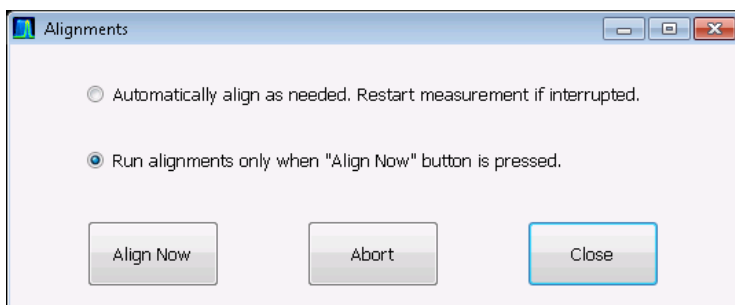 Alignments
Automatically align as needed. Restart measurement if interrupted.
Run alignments only when "Align Now" button is pressed.
Align Now Abort Close